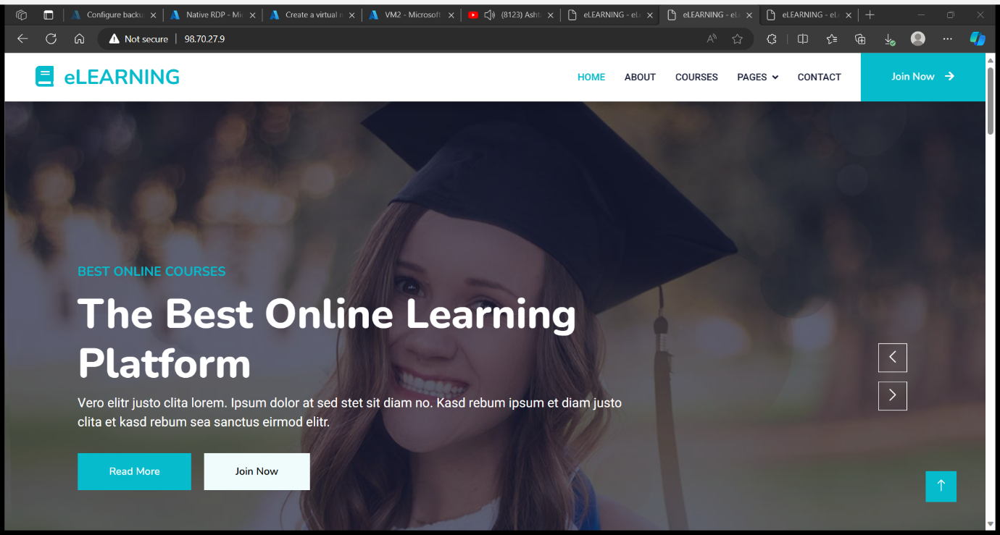 Configure backu
Native RDP - Mic
Create a virtual n
VM2 - Microsoft
(8123) Asht
eLEARNING - eL
eLEARNING - eL
eLEARNING - eL
Not secure
98.70.27.9
eLEARNING
HOME
ABOUT
COURSES
PAGES
CONTACT
Join Now
BEST ONLINE COURSES
The Best Online Learning
Platform
Vero elitr justo clita lorem. Ipsum dolor at sed stet sit diam no. Kasd rebum ipsum et diam justo
clita et kasd rebum sea sanctus eirmod elitr.
Read More
Join Now